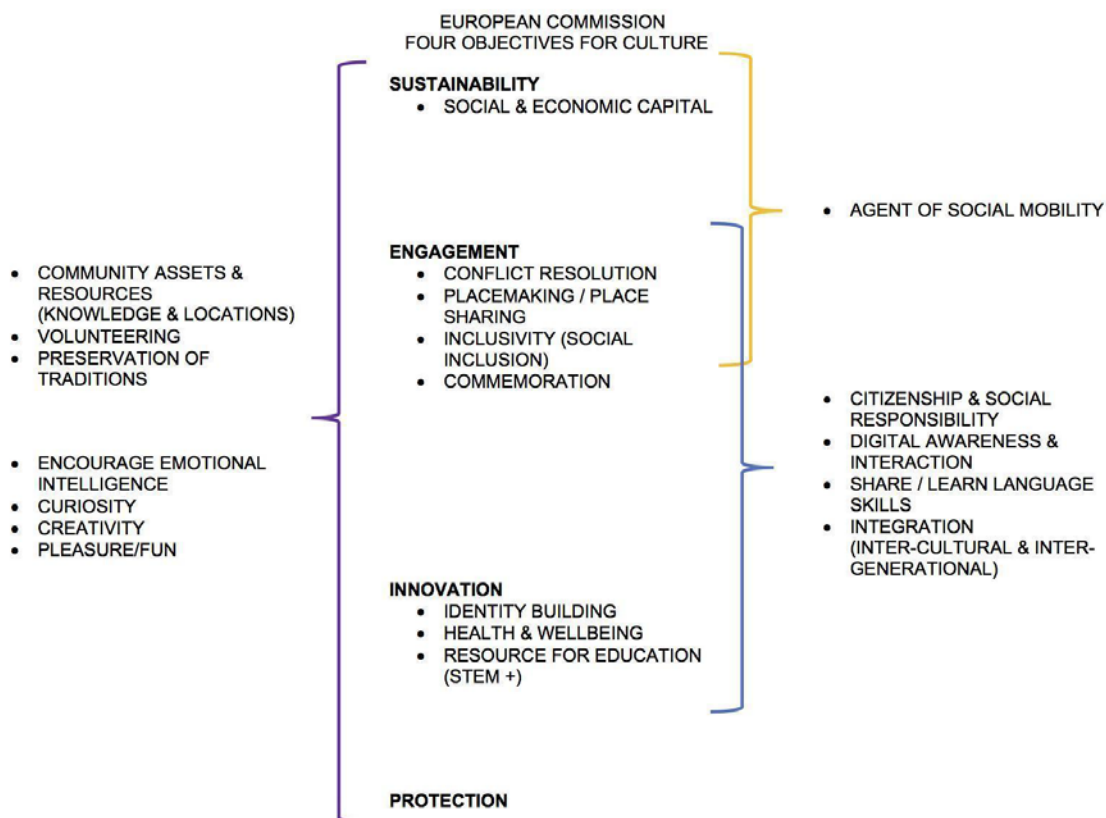 EUROPEAN COMMISSION
FOUR OBJECTIVES FOR CULTURE
• COMMUNITY ASSETS &
RESOURCES
(KNOWLEDGE & LOCATIONS)
• VOLUNTEERING
• PRESERVATION OF
TRADITIONS
• ENCOURAGE EMOTIONAL
INTELLIGENCE
• CURIOSITY
• CREATIVITY
• PLEASURE/FUN
SUSTAINABILITY
• SOCIAL & ECONOMIC CAPITAL
ENGAGEMENT
• CONFLICT RESOLUTION
• PLACEMAKING / PLACE
SHARING
• INCLUSIVITY (SOCIAL
INCLUSION)
• COMMEMORATION
INNOVATION
• IDENTITY BUILDING
• HEALTH & WELLBEING
• RESOURCE FOR EDUCATION
(STEM +)
PROTECTION
• AGENT OF SOCIAL MOBILITY
• CITIZENSHIP & SOCIAL
RESPONSIBILITY
• DIGITAL AWARENESS &
INTERACTION
• SHARE / LEARN LANGUAGE
SKILLS
• INTEGRATION
(INTER-CULTURAL & INTER-
GENERATIONAL)